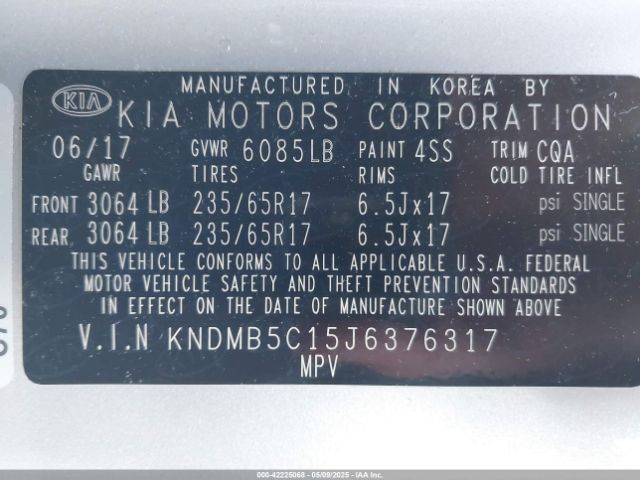 MANUFACTURED IN KOREA BY
KIA KIA MOTORS CORPORATION
06/17 GVWR 6085LB PAINT 4SS TRIM CQA
GAWR TIRES RIMS COLD TIRE INFL
FRONT 3064 LB 235/65R17 6.5Jx17 psi SINGLE
REAR 3064 LB 235/65R17 6.5Jx17 psi SINGLE
THIS VEHICLE CONFORMS TO ALL APPLICABLE U.S.A. FEDERAL
MOTOR VEHICLE SAFETY AND THEFT PREVENTION STANDARDS
IN EFFECT ON THE DATE OF MANUFACTURE SHOWN ABOVE
V.I.N KNDMB5C15J6376317
MPV
000-42225068 - 05/09/2025 - IAA Inc.